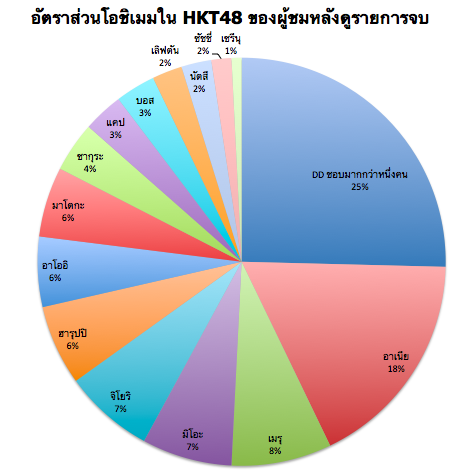 อัตราส่วนโอชิเมมใน HKT48 ของผู้ชมหลังดูรายการจบ
DD ชอบมากกว่าหนึ่งคน
25%
อาเนีย
18%
เมรุ
8%
มิโอะ
7%
จิโยริ
7%
ฮารุปปิ
6%
อาโออิ
6%
มาโดกะ
6%
ซากุระ
4%
แคป
3%
บอส
3%
เลิฟตัน
2%
นัตสึ
2%
ซัชชี่
2%
เซรีนุ
1%